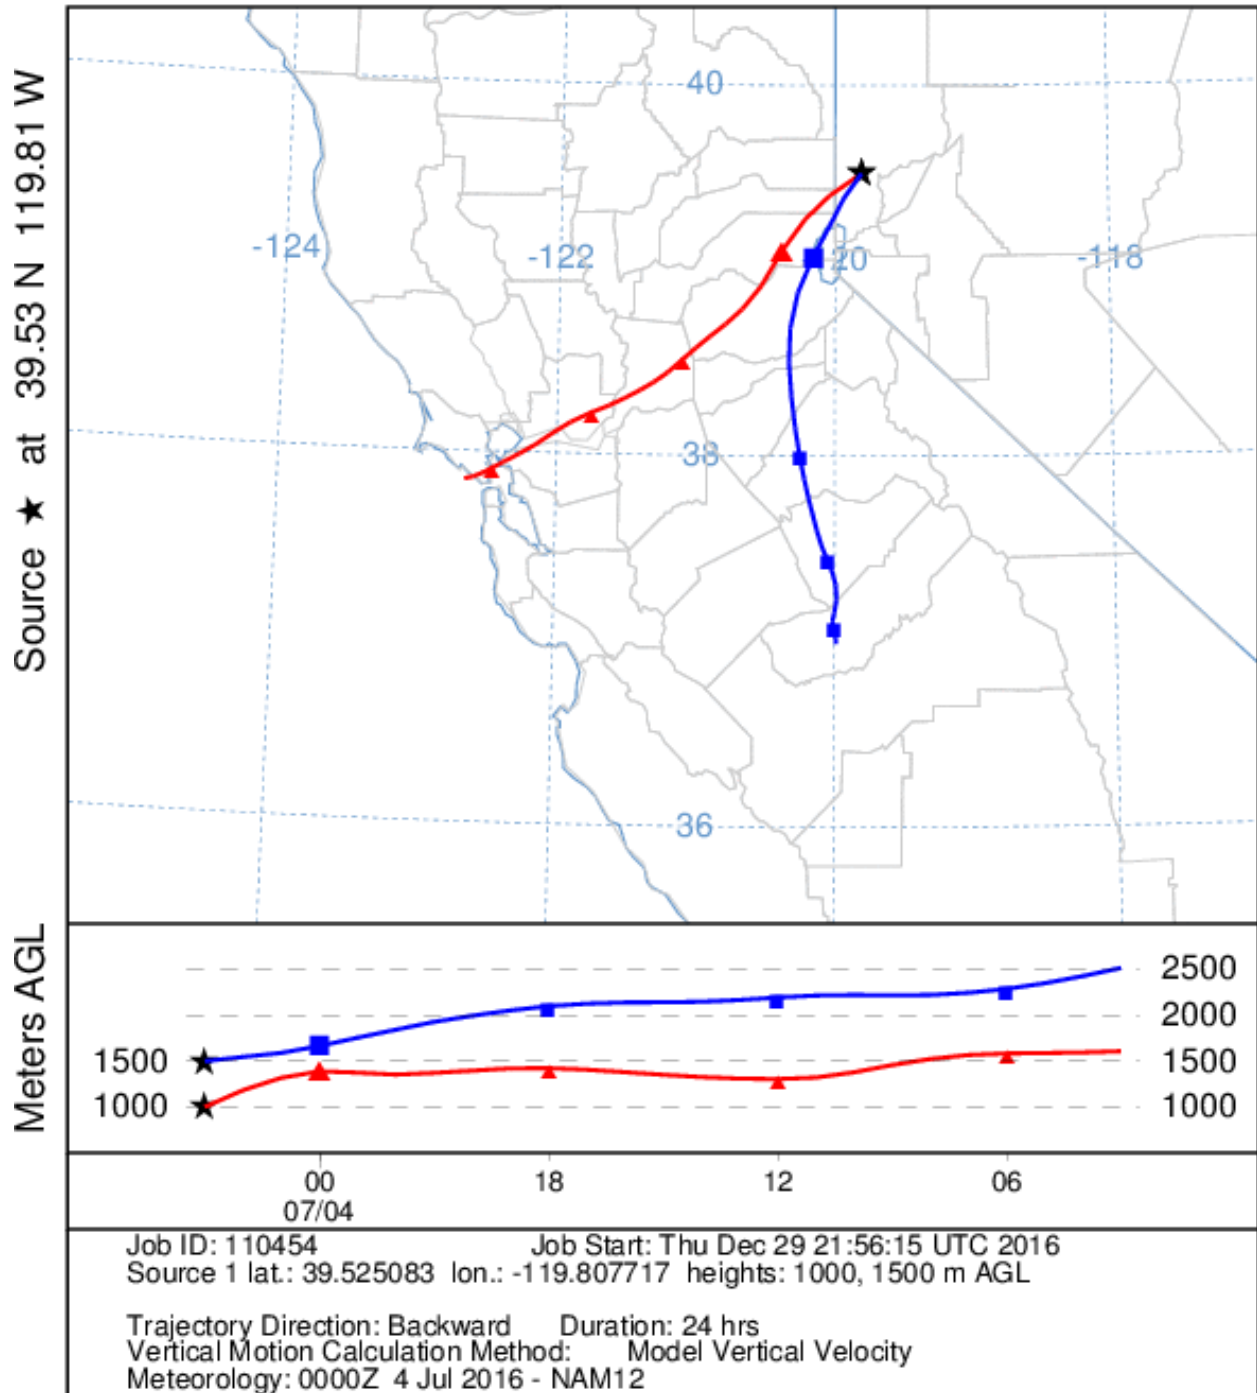 Source ★ at 39.53 N 119.81 W
40
-124
-122
20
-118
38
36
Meters AGL
2500
2000
1500 1500
1000 1000
00 18 12 06
07/04
Job ID: 110454 Job Start: Thu Dec 29 21:56:15 UTC 2016
Source 1 lat.: 39.525083 lon.: -119.807717 heights: 1000, 1500 m AGL
Trajectory Direction: Backward Duration: 24 hrs
Vertical Motion Calculation Method: Model Vertical Velocity
Meteorology: 0000Z 4 Jul 2016 - NAM12